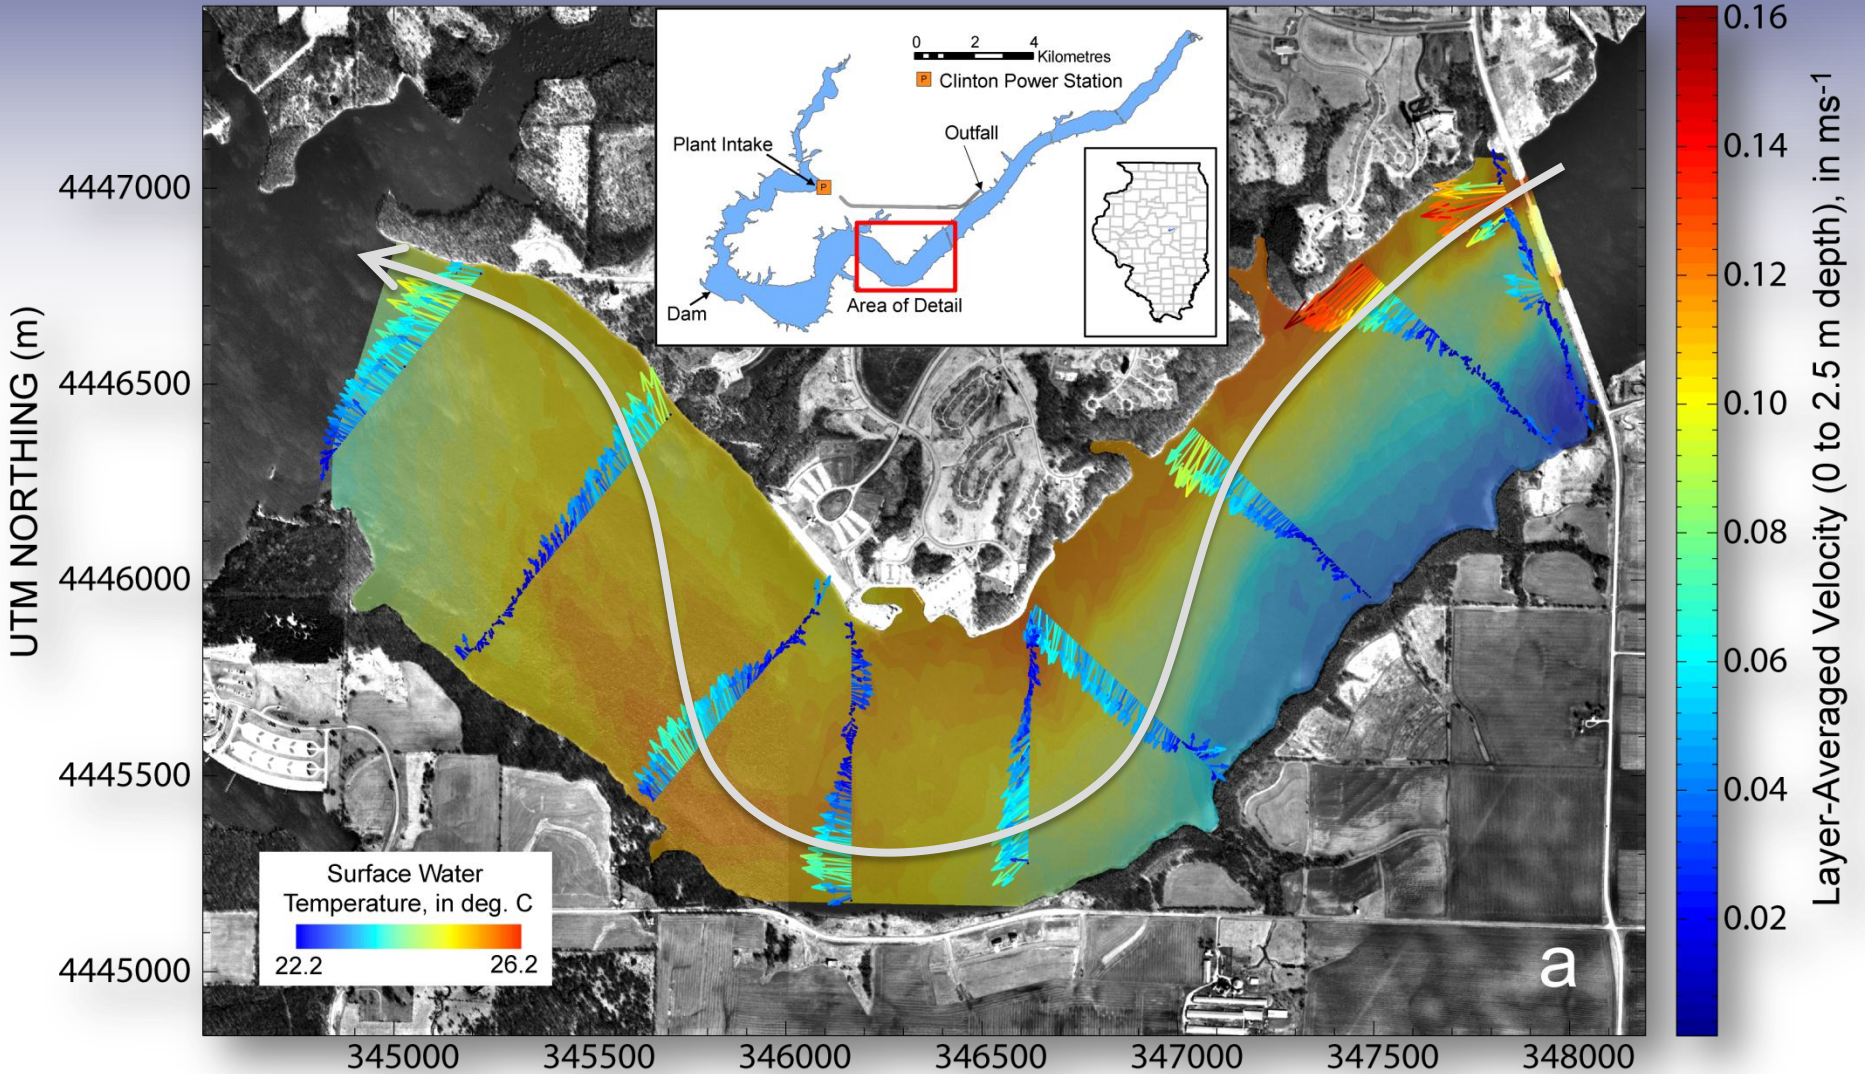 0 2 4
Kilometres
P Clinton Power Station
Plant Intake
Outfall
P
Dam
Area of Detail
UTM NORTHING (m)
4447000
4446500
4446000
4445500
4445000
Surface Water
Temperature, in deg. C
22.2 26.2
a
345000 345500 346000 346500 347000 347500 348000
0.16
0.14
0.12
0.10
0.08
0.06
0.04
0.02
Layer-Averaged Velocity (0 to 2.5 m depth), in ms-1